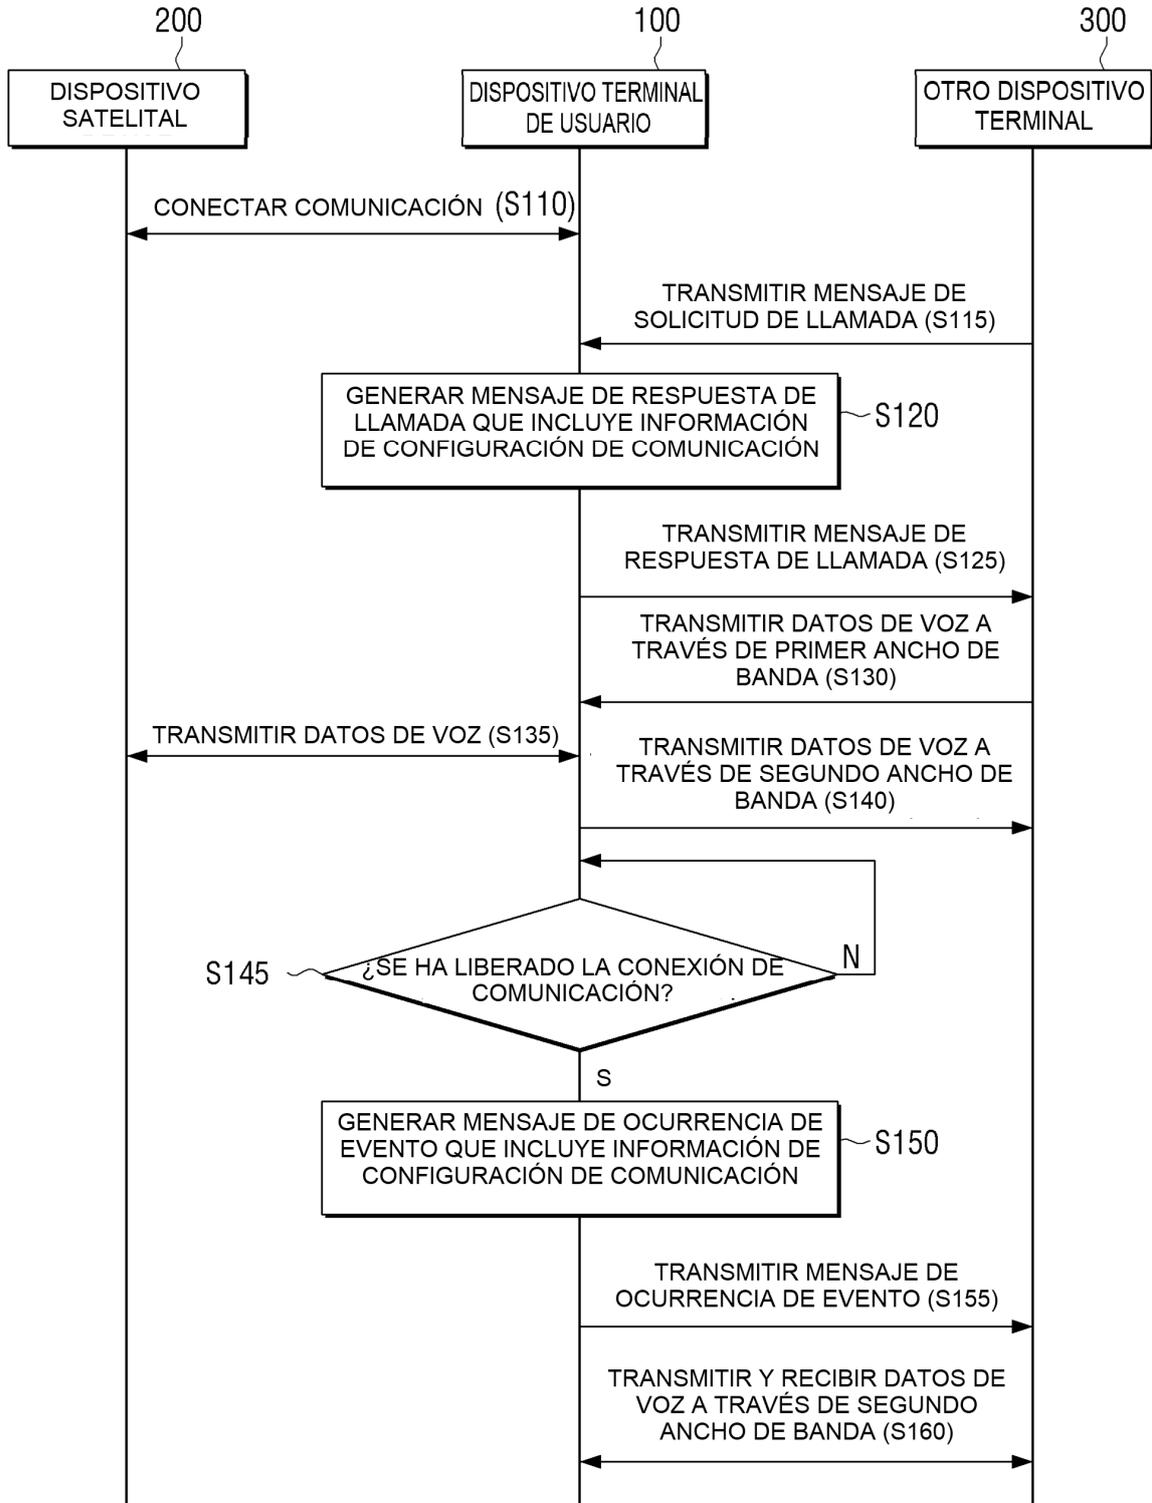 200
100
300
DISPOSITIVO
SATELITAL
DISPOSITIVO TERMINAL
DE USUARIO
OTRO DISPOSITIVO
TERMINAL
CONECTAR COMUNICACIÓN (S110)
TRANSMITIR MENSAJE DE
SOLICITUD DE LLAMADA (S115)
GENERAR MENSAJE DE RESPUESTA DE
LLAMADA QUE INCLUYE INFORMACIÓN
DE CONFIGURACIÓN DE COMUNICACIÓN
S120
TRANSMITIR MENSAJE DE
RESPUESTA DE LLAMADA (S125)
TRANSMITIR DATOS DE VOZ A
TRAVÉS DE PRIMER ANCHO DE
BANDA (S130)
TRANSMITIR DATOS DE VOZ (S135)
TRANSMITIR DATOS DE VOZ A
TRAVÉS DE SEGUNDO ANCHO DE
BANDA (S140)
S145
¿SE HA LIBERADO LA CONEXIÓN DE
COMUNICACIÓN?
N
S
GENERAR MENSAJE DE OCURRENCIA DE
EVENTO QUE INCLUYE INFORMACIÓN DE
CONFIGURACIÓN DE COMUNICACIÓN
S150
TRANSMITIR MENSAJE DE
OCURRENCIA DE EVENTO (S155)
TRANSMITIR Y RECIBIR DATOS DE
VOZ A TRAVÉS DE SEGUNDO
ANCHO DE BANDA (S160)